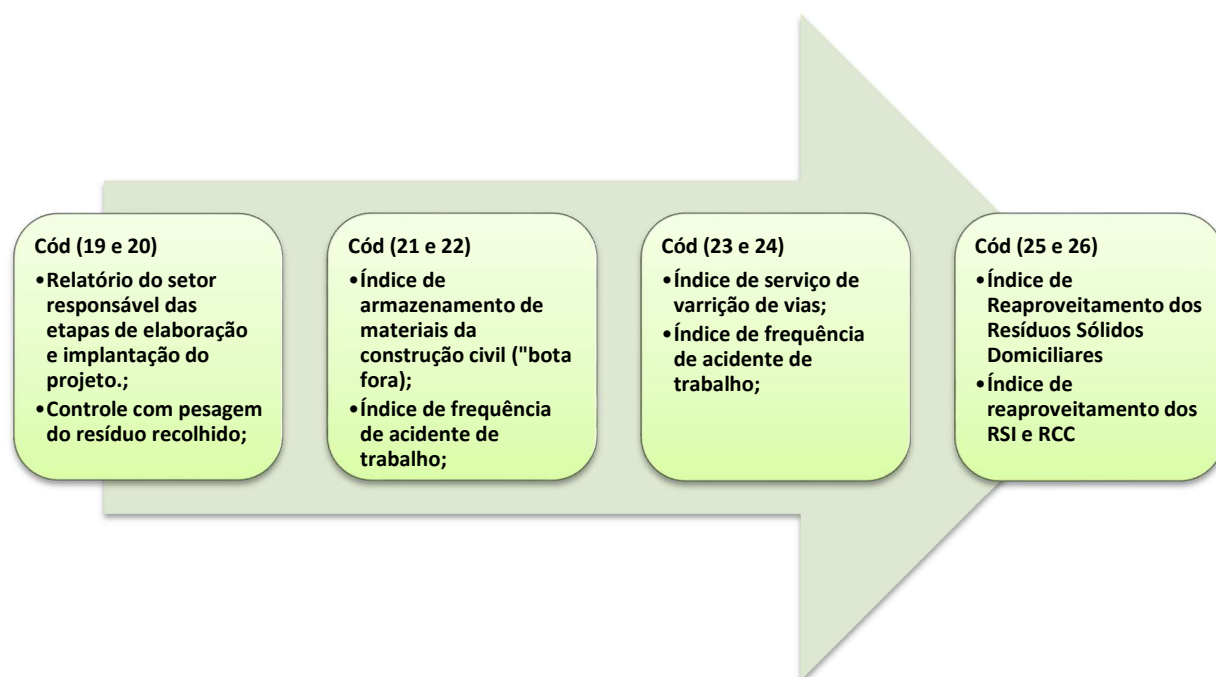 Cód (19 e 20)
•Relatório do setor
responsável das
etapas de elaboração
e implantação do
projeto.;
•Controle com pesagem
do resíduo recolhido;
Cód (21 e 22)
•Índice de
armazenamento de
materiais da
construção civil ("bota
fora);
•Índice de frequência
de acidente de
trabalho;
Cód (23 e 24)
•Índice de serviço de
varrição de vias;
•Índice de frequência
de acidente de
trabalho;
Cód (25 e 26)
•Índice de
Reaproveitamento dos
Resíduos Sólidos
Domiciliares
•Índice de
reaproveitamento dos
RSI e RCC